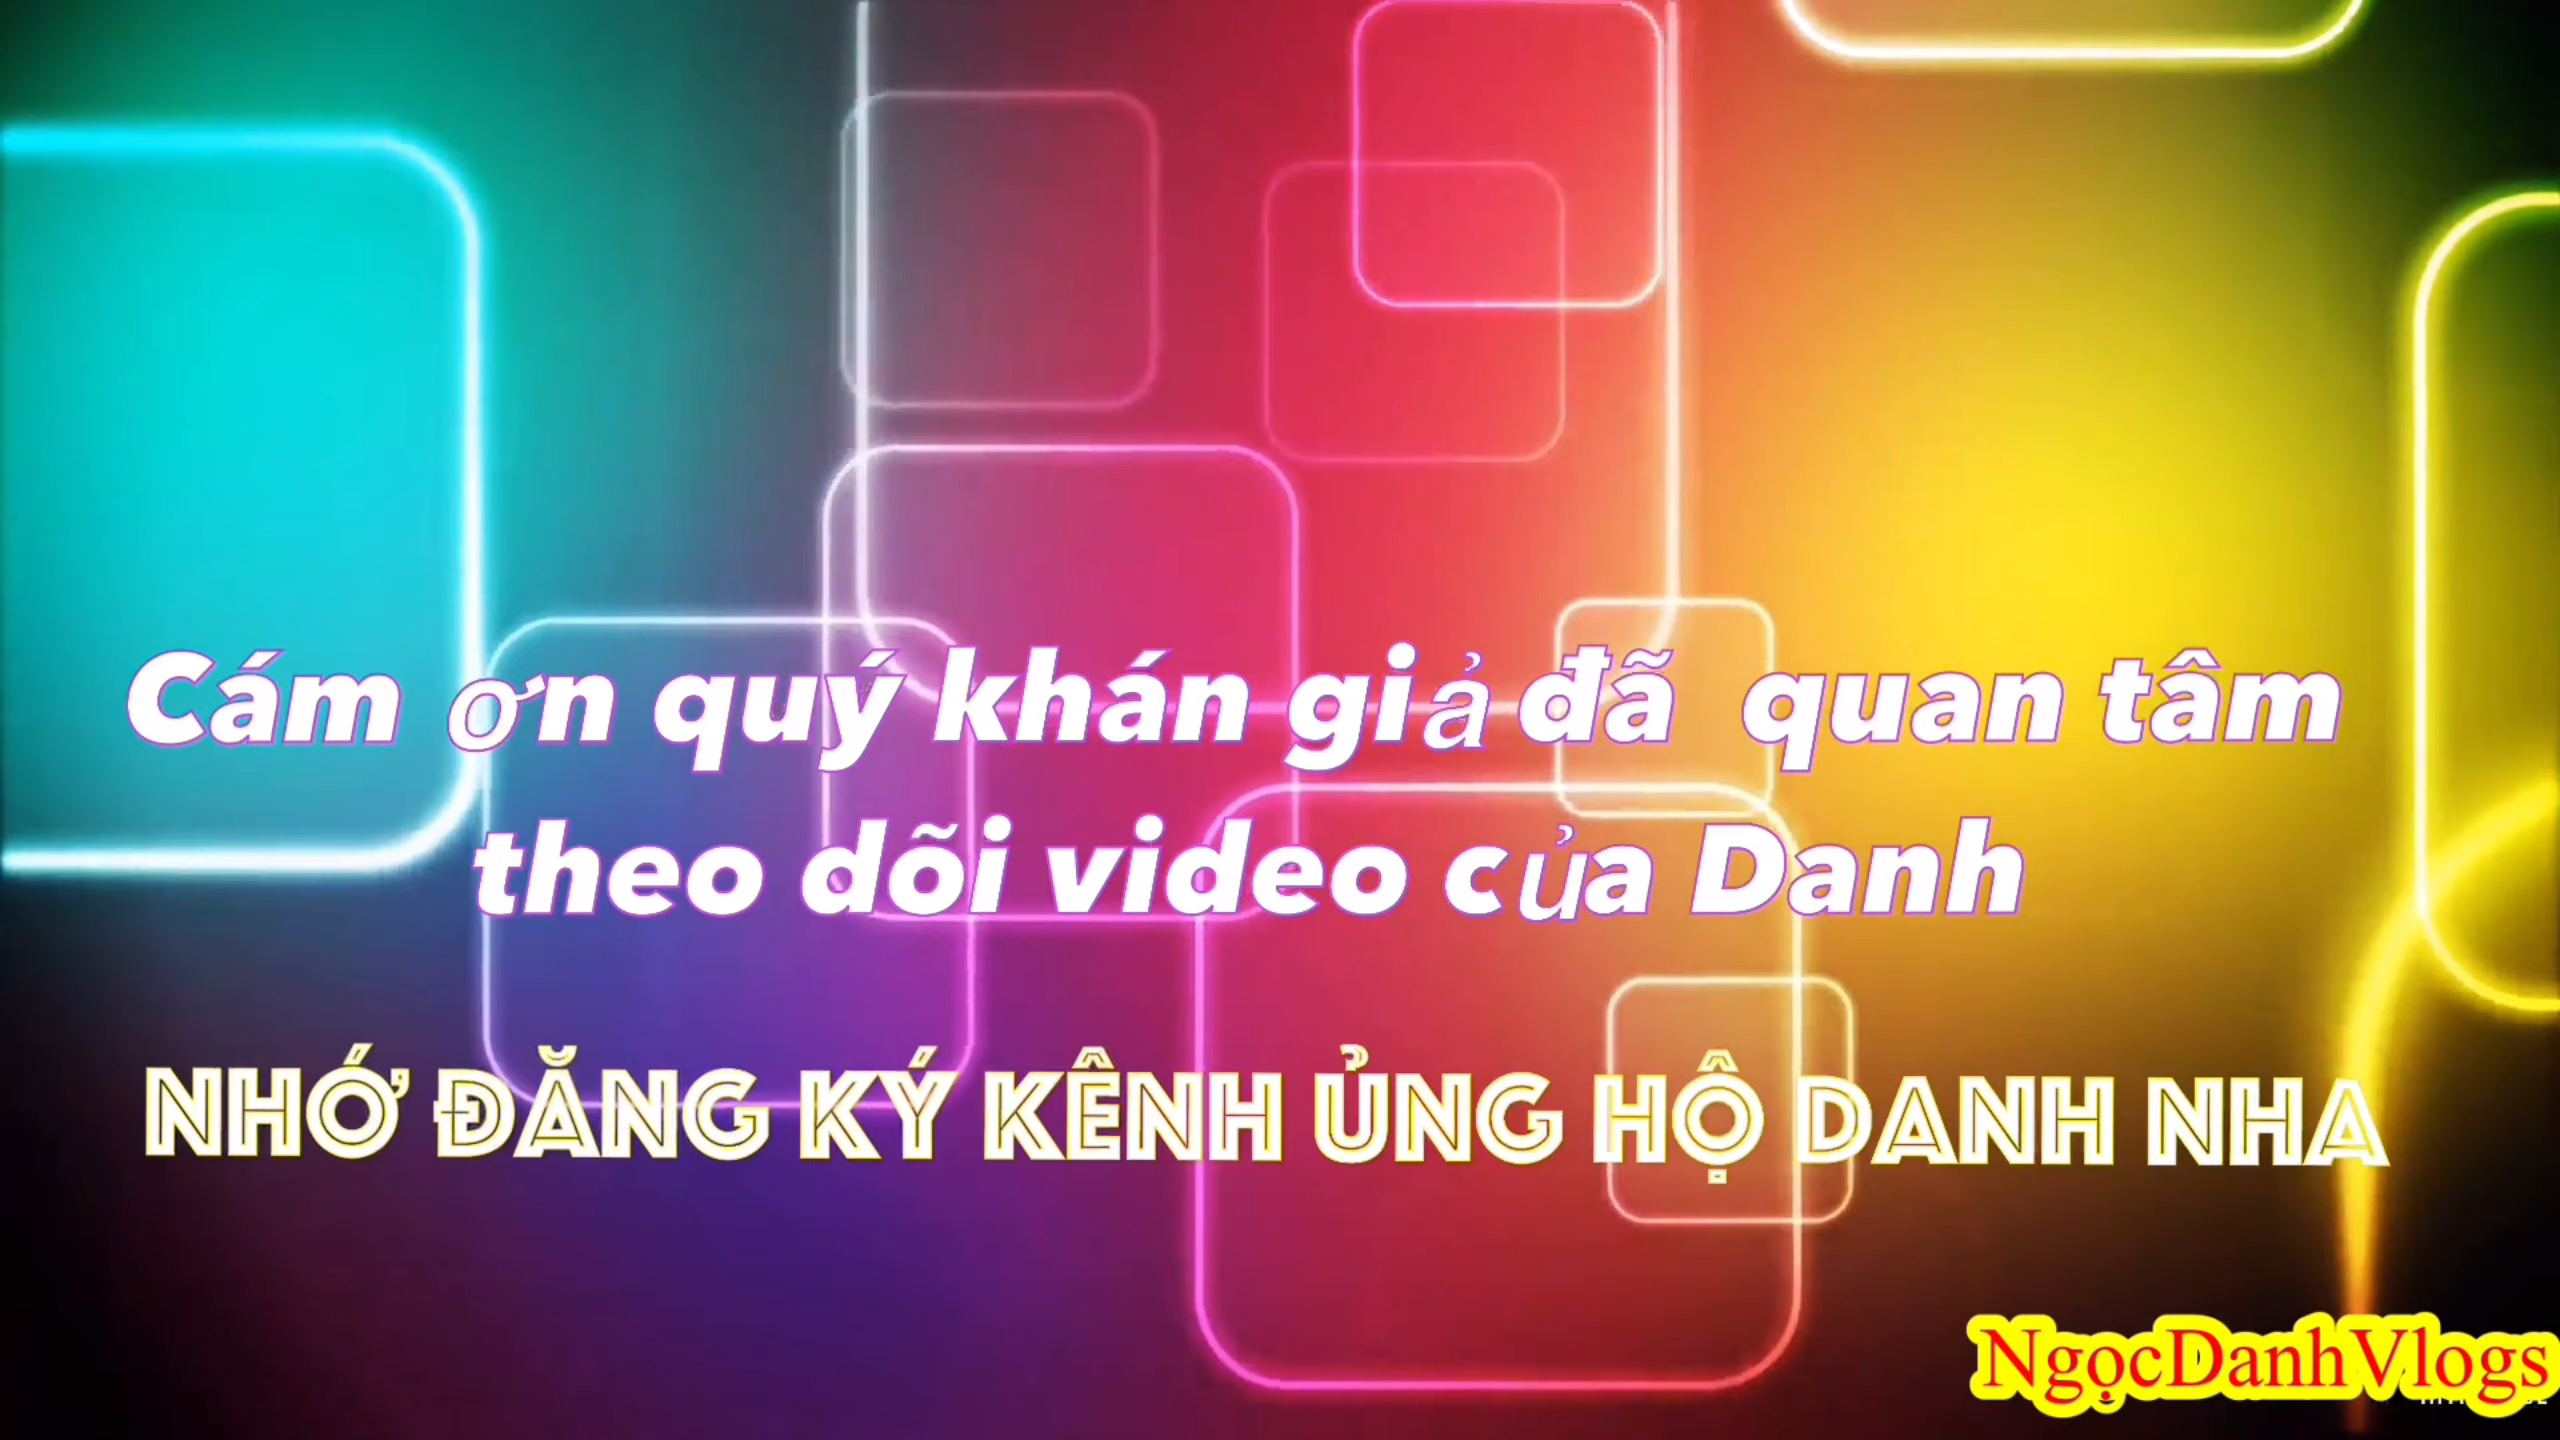 Cám ơn quý khán giả đã quan tâm
theo dõi video của Danh
NHỚ ĐĂNG KÝ KÊNH ỦNG HỘ DANH NHA
NgọcDanhVlogs